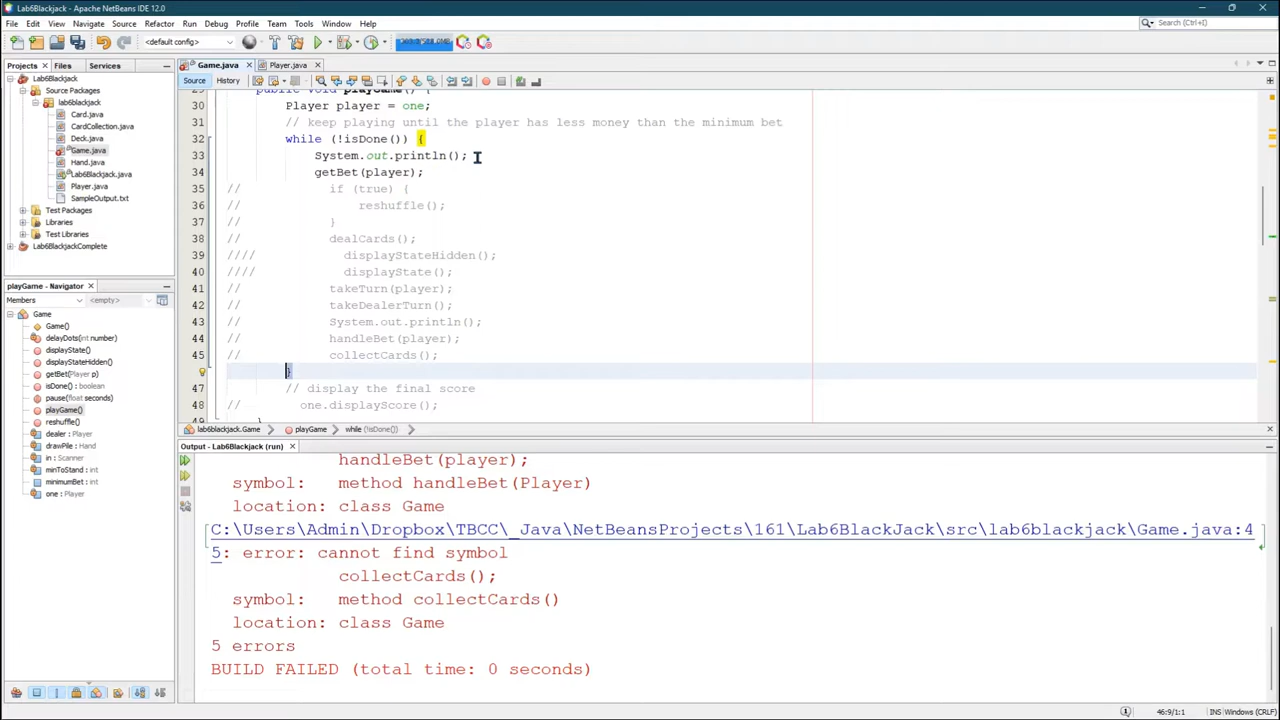 Lab6Blackjack - Apache NetBeans IDE 12.0
File Edit View Navigate Source Refactor Run Debug Profile Team Tools Window Help
Search (Ctrl+I)
<default config>
Projects Files Services
Game.java Player.java
Source History
Lab6Blackjack
Source Packages
lab6blackjack
Card.java
CardCollection.java
Deck.java
Game.java
Hand.java
Lab6Blackjack.java
Player.java
SampleOutput.txt
Test Packages
Libraries
Test Libraries
Lab6BlackjackComplete
playGame - Navigator
Members <empty>
Game
Game()
delayDots(int number)
displayState()
displayStateHidden()
getBet(Player p)
isDone() : boolean
pause(float seconds)
playGame()
reshuffle()
dealer : Player
drawPile : Hand
in : Scanner
minToStand : int
minimumBet : int
one : Player
29 public void playGame() {
30 Player player = one;
31 // keep playing until the player has less money than the minimum bet
32 while (!isDone()) {
33 System.out.println();
34 getBet(player);
35 // if (true) {
36 // reshuffle();
37 // }
38 // dealCards();
39 //// displayStateHidden();
40 //// displayState();
41 // takeTurn(player);
42 // takeDealerTurn();
43 // System.out.println();
44 // handleBet(player);
45 // collectCards();
}
47 // display the final score
48 // one.displayScore();
49 }
lab6blackjack.Game playGame while (!isDone())
Output - Lab6Blackjack (run)
handleBet(player);
symbol: method handleBet(Player)
location: class Game
C:\Users\Admin\Dropbox\TBCC\_Java\NetBeansProjects\161\Lab6BlackJack\src\lab6blackjack\Game.java:4
5: error: cannot find symbol
collectCards();
symbol: method collectCards()
location: class Game
5 errors
BUILD FAILED (total time: 0 seconds)
46:9/1:1 INS Windows (CRLF)